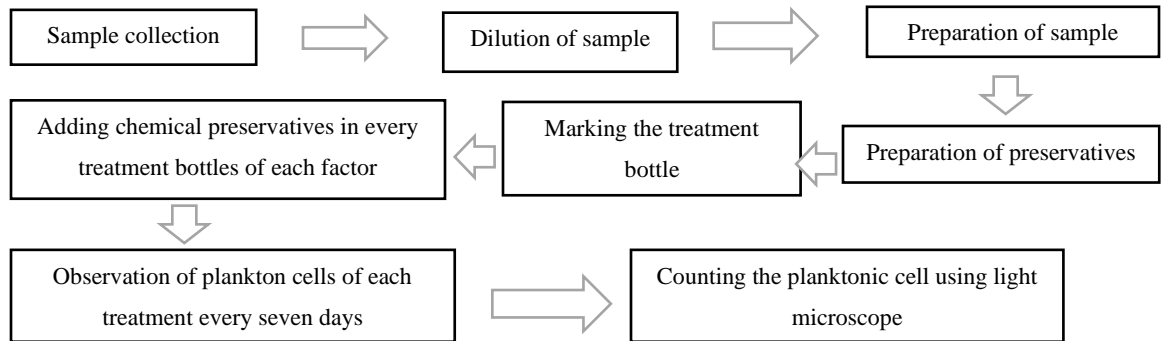 Sample collection
Dilution of sample
Preparation of sample
Preparation of preservatives
Marking the treatment
bottle
Adding chemical preservatives in every
treatment bottles of each factor
Observation of plankton cells of each
treatment every seven days
Counting the planktonic cell using light
microscope